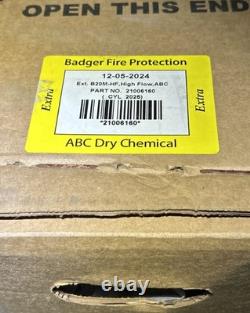 OPEN THIS END
Badger Fire Protection
12-05-2024
Ext. B20M-HF,High Flow,ABC
PART NO. 21006160
( CYL 2025)
Extra
Extra
*21006160*
ABC Dry Chemical
ebay